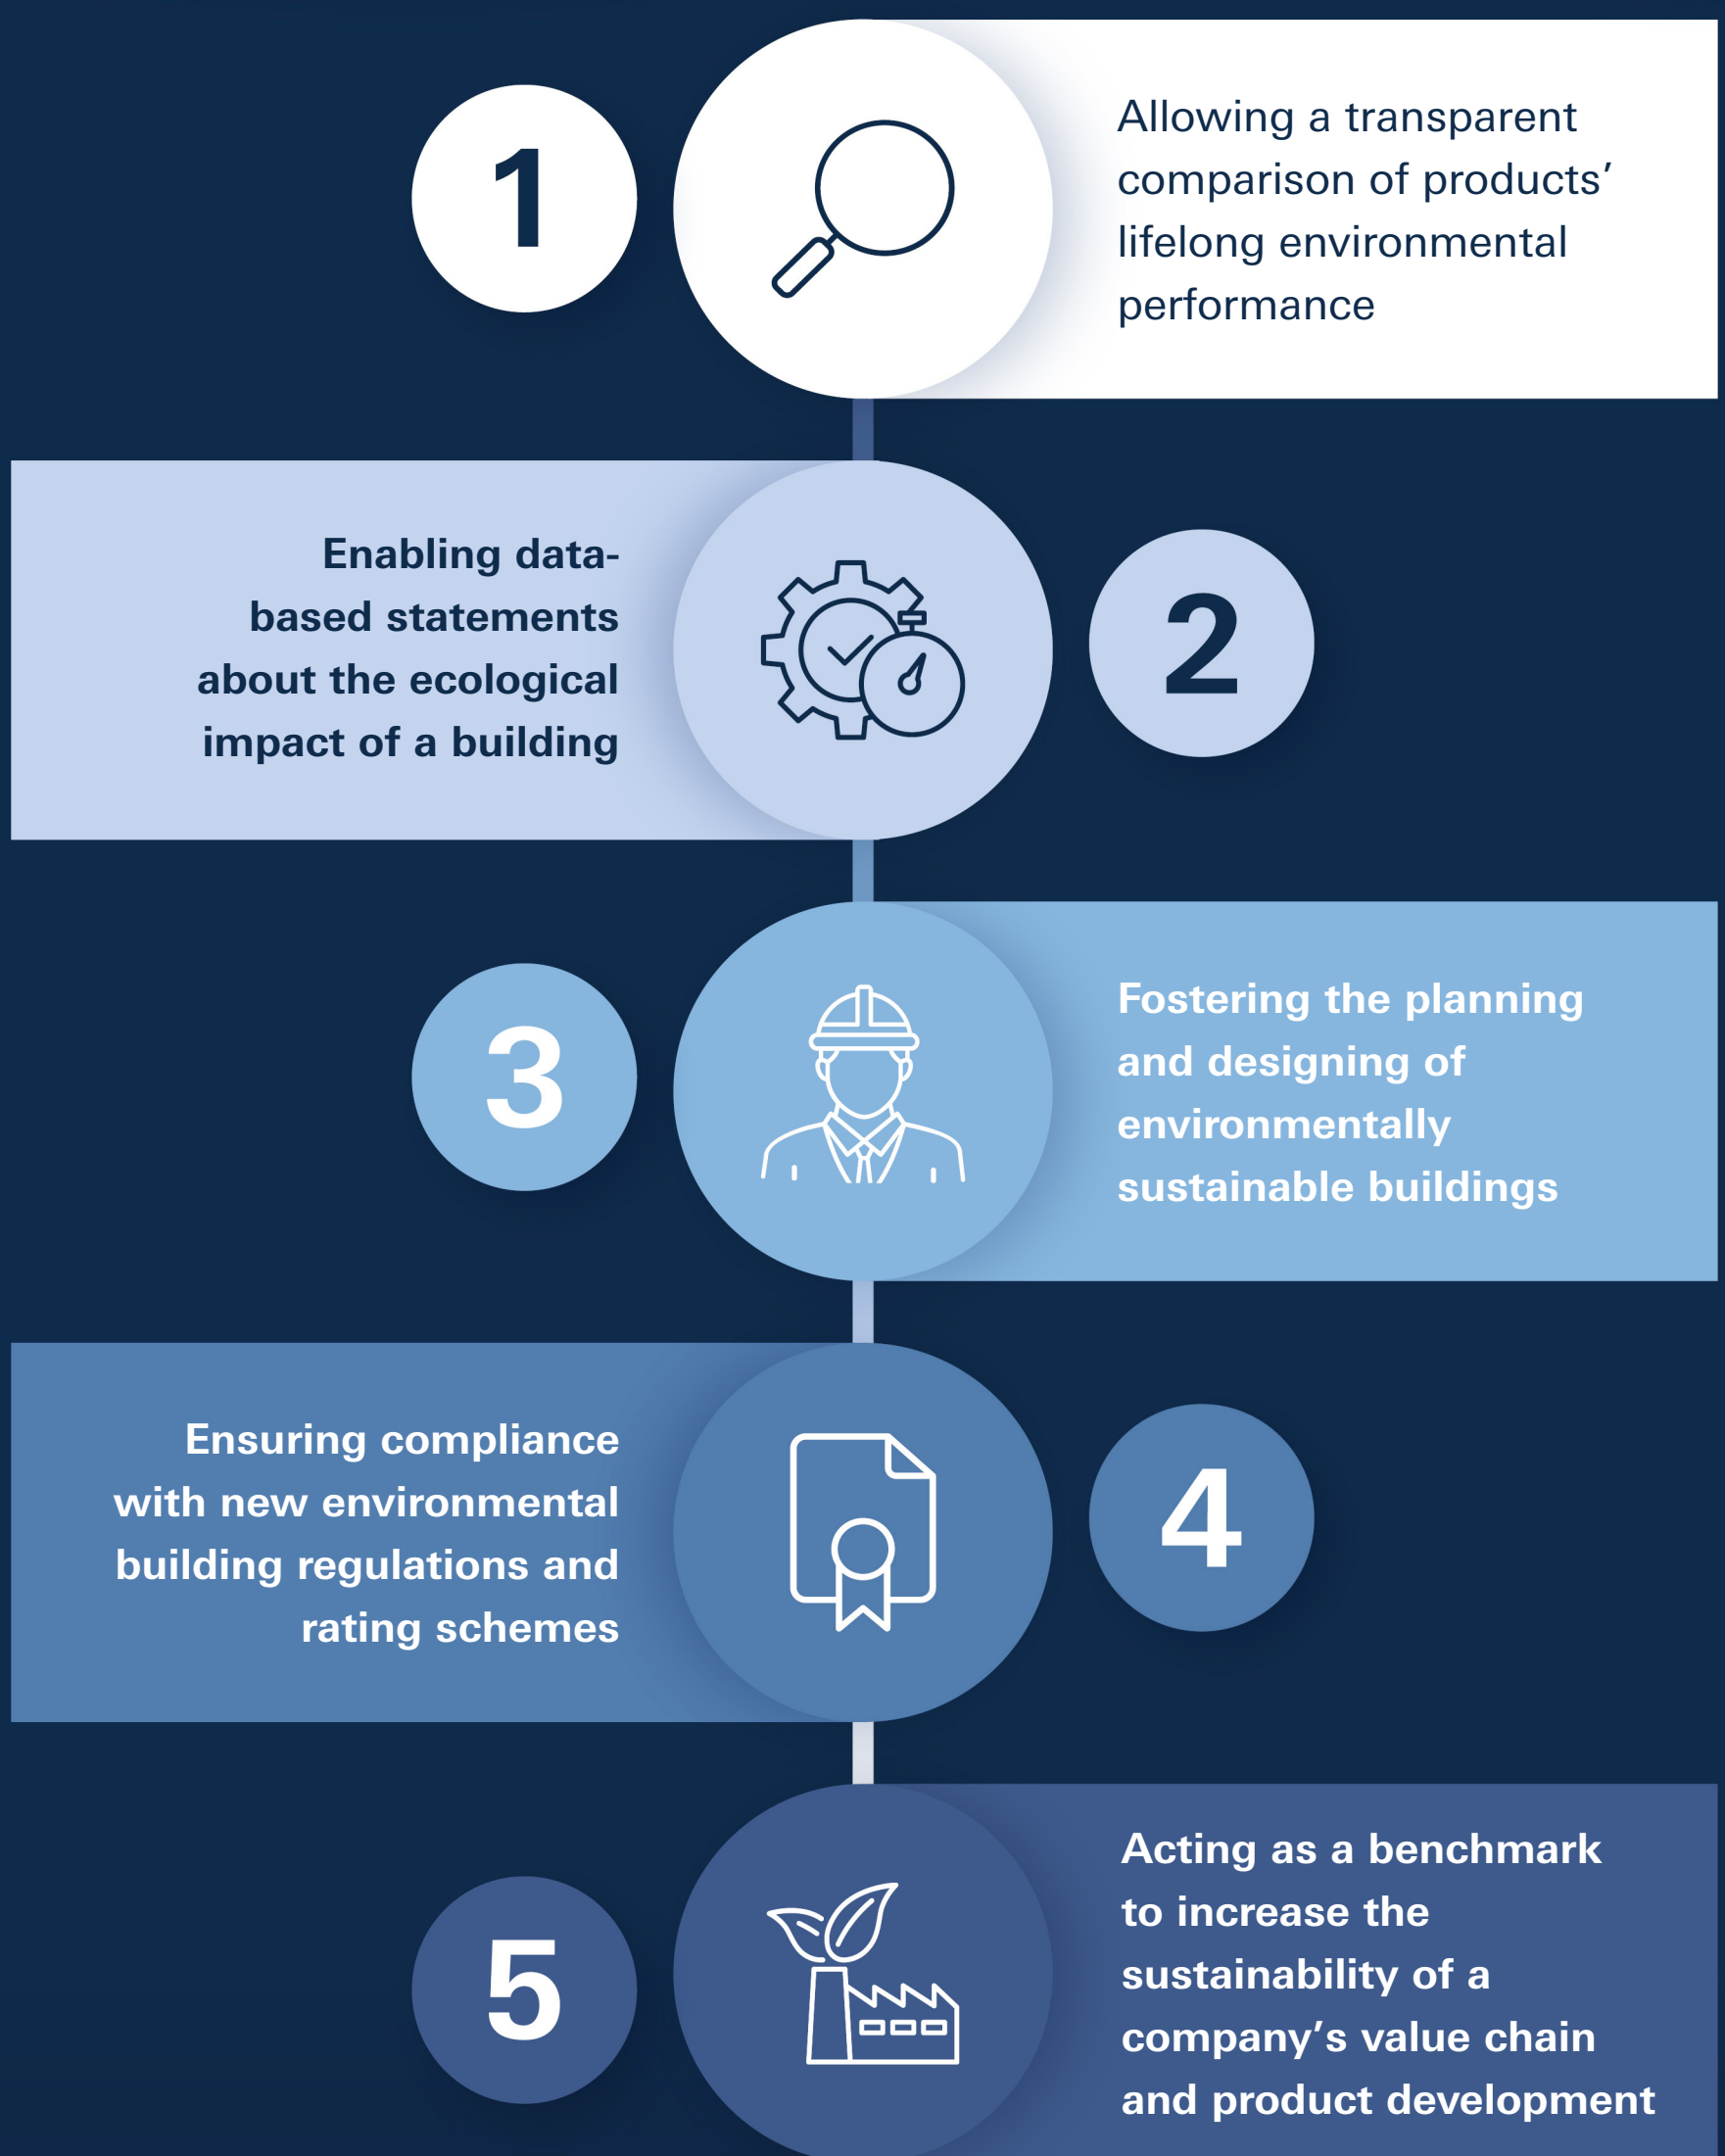 1
Allowing a transparent
comparison of products’
lifelong environmental
performance
Enabling data-
based statements
about the ecological
impact of a building
2
3
Fostering the planning
and designing of
environmentally
sustainable buildings
Ensuring compliance
with new environmental
building regulations and
rating schemes
4
5
Acting as a benchmark
to increase the
sustainability of a
company’s value chain
and product development